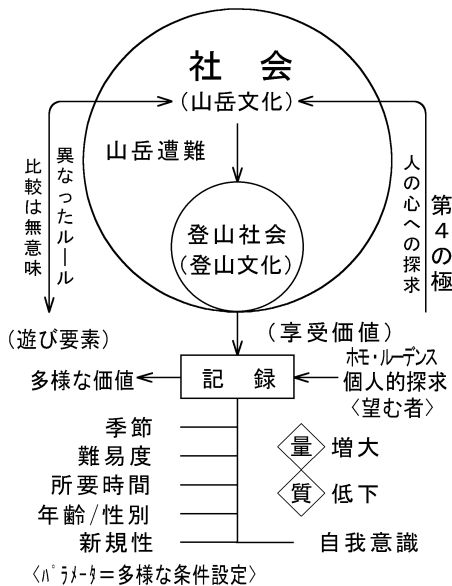 社　会
(山岳文化)
山岳遭難
登山社会
(登山文化)
異なったルール
比較は無意味
人の心への探求
第４の極
(遊び要素)
(享受価値)
ホモ・ルーデンス
多様な価値
記　録
個人的探求
〈望む者〉
季節
難易度
所要時間
年齢/性別
新規性
量 増大
質 低下
自我意識
〈パラメータ＝多様な条件設定〉